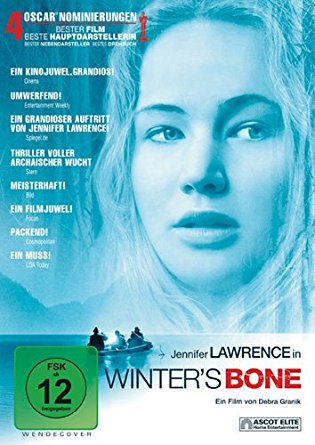 4 OSCAR NOMINIERUNGEN
BESTER FILM
BESTE HAUPTDARSTELLERIN
BESTER NEBENDARSTELLER BESTES DREHBUCH
EIN KINOJUWEL. GRANDIOS!
Cinema
UMWERFEND!
Entertainment Weekly
EIN GRANDIOSER AUFTRITT
VON JENNIFER LAWRENCE!
Spiegel.de
THRILLER VOLLER
ARCHAISCHER WUCHT
Stern
MEISTERHAFT!
Bild
EIN FILMJUWEL!
Focus
PACKEND!
Cosmopolitan
EIN MUSS!
USA Today
Jennifer LAWRENCE in
WINTER'S BONE
Ein Film von Debra Granik
FSK
ab
12
freigegeben
WENDECOVER
ASCOT ELITE
Home Entertainment